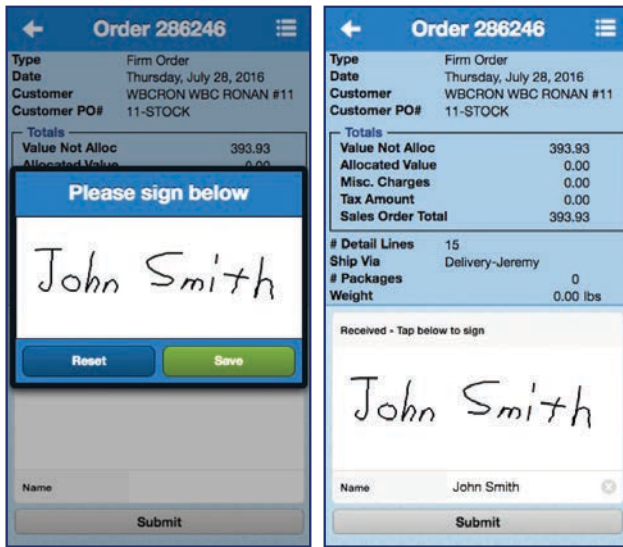 Order 286246
Type Firm Order
Date Thursday, July 28, 2016
Customer WBCRON WBC RONAN #11
Customer PO# 11-STOCK
Totals
Value Not Alloc 393.93
Allocated Value 0.00
Please sign below
John Smith
Reset Save
Name
Submit
Order 286246
Type Firm Order
Date Thursday, July 28, 2016
Customer WBCRON WBC RONAN #11
Customer PO# 11-STOCK
Totals
Value Not Alloc 393.93
Allocated Value 0.00
Misc. Charges 0.00
Tax Amount 0.00
Sales Order Total 393.93
# Detail Lines 15
Ship Via Delivery-Jeremy
# Packages 0
Weight 0.00 lbs
Received - Tap below to sign
John Smith
Name John Smith
Submit